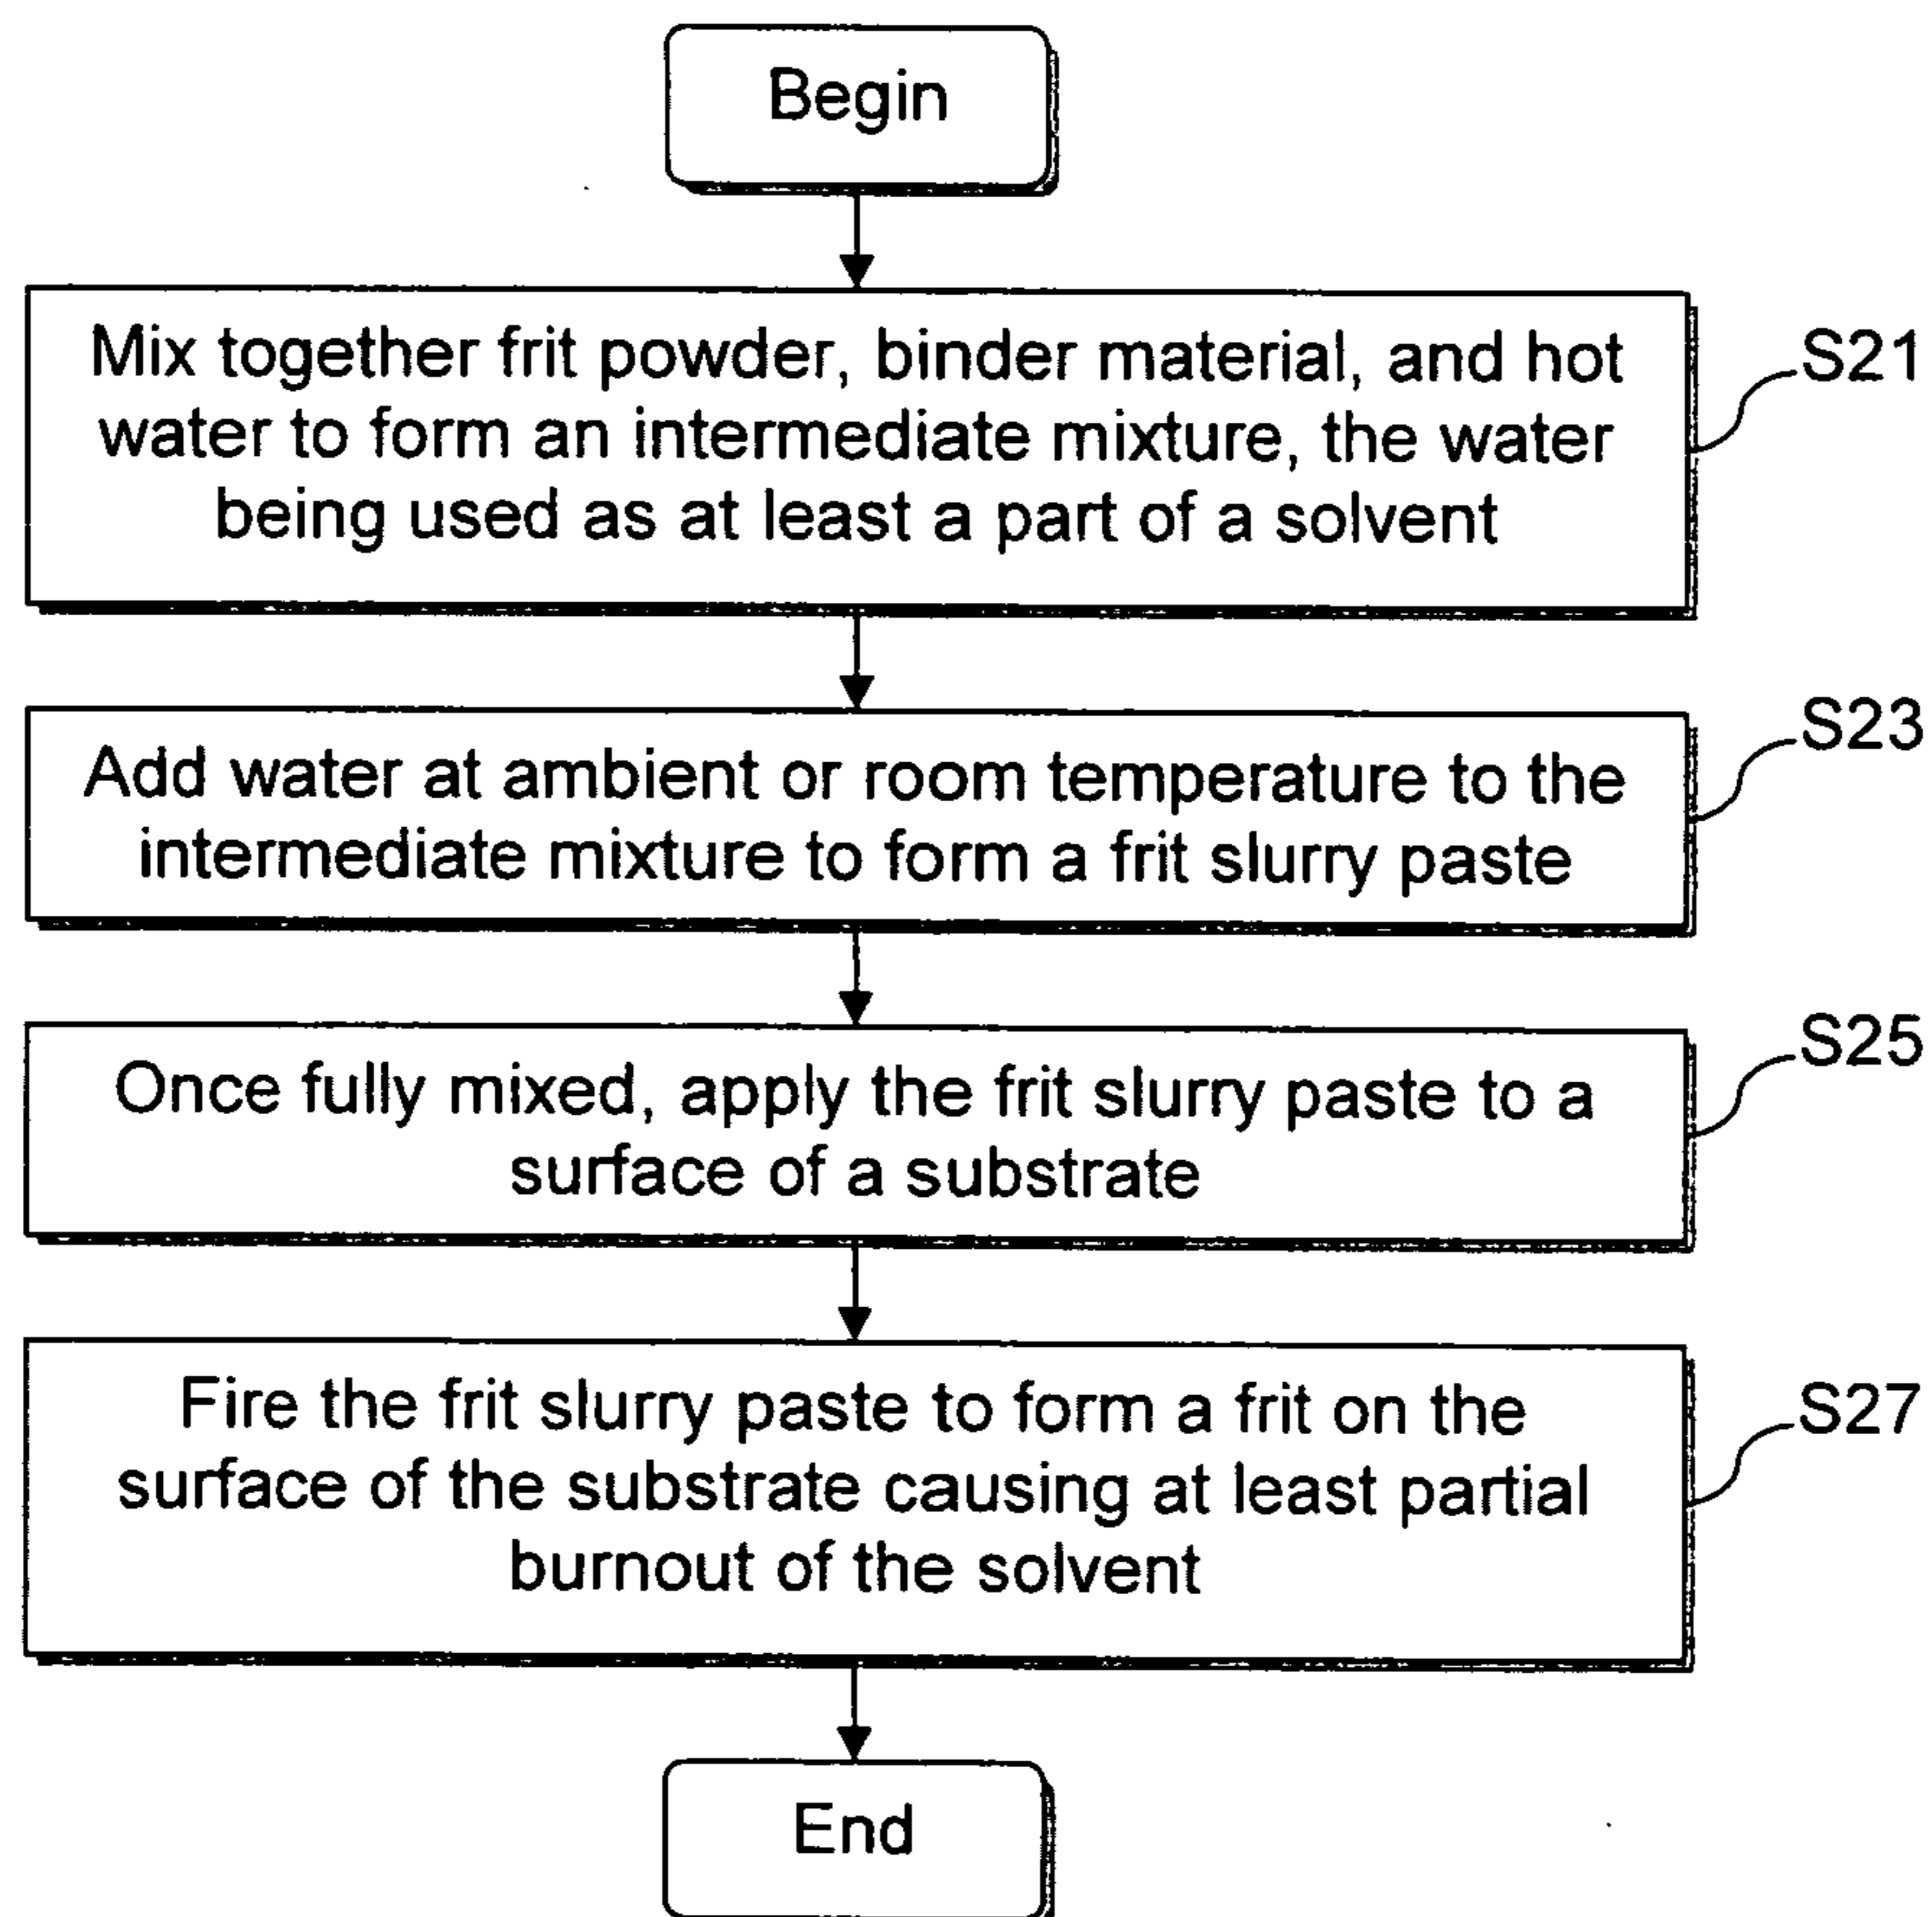 Begin
Mix together frit powder, binder material, and hot
water to form an intermediate mixture, the water
being used as at least a part of a solvent
S21
Add water at ambient or room temperature to the
intermediate mixture to form a frit slurry paste
S23
Once fully mixed, apply the frit slurry paste to a
surface of a substrate
S25
Fire the frit slurry paste to form a frit on the
surface of the substrate causing at least partial
burnout of the solvent
S27
End